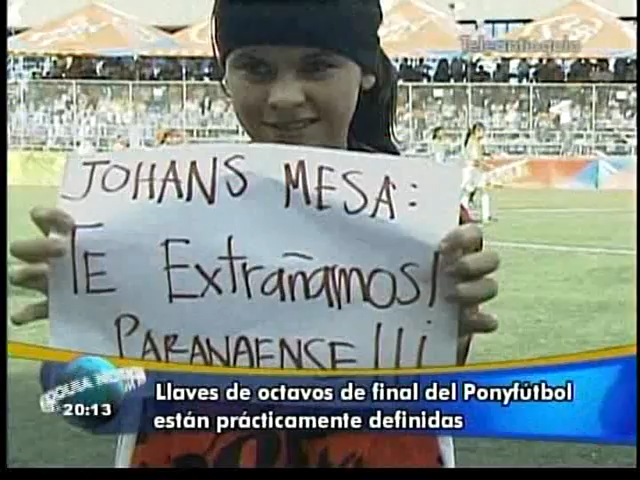 Teleantioquia
JOHANS MESA:
TE EXTRAÑAMOS!
PARANAENSE!!!
20:13
Llaves de octavos de final del Ponyfútbol
están prácticamente definidas